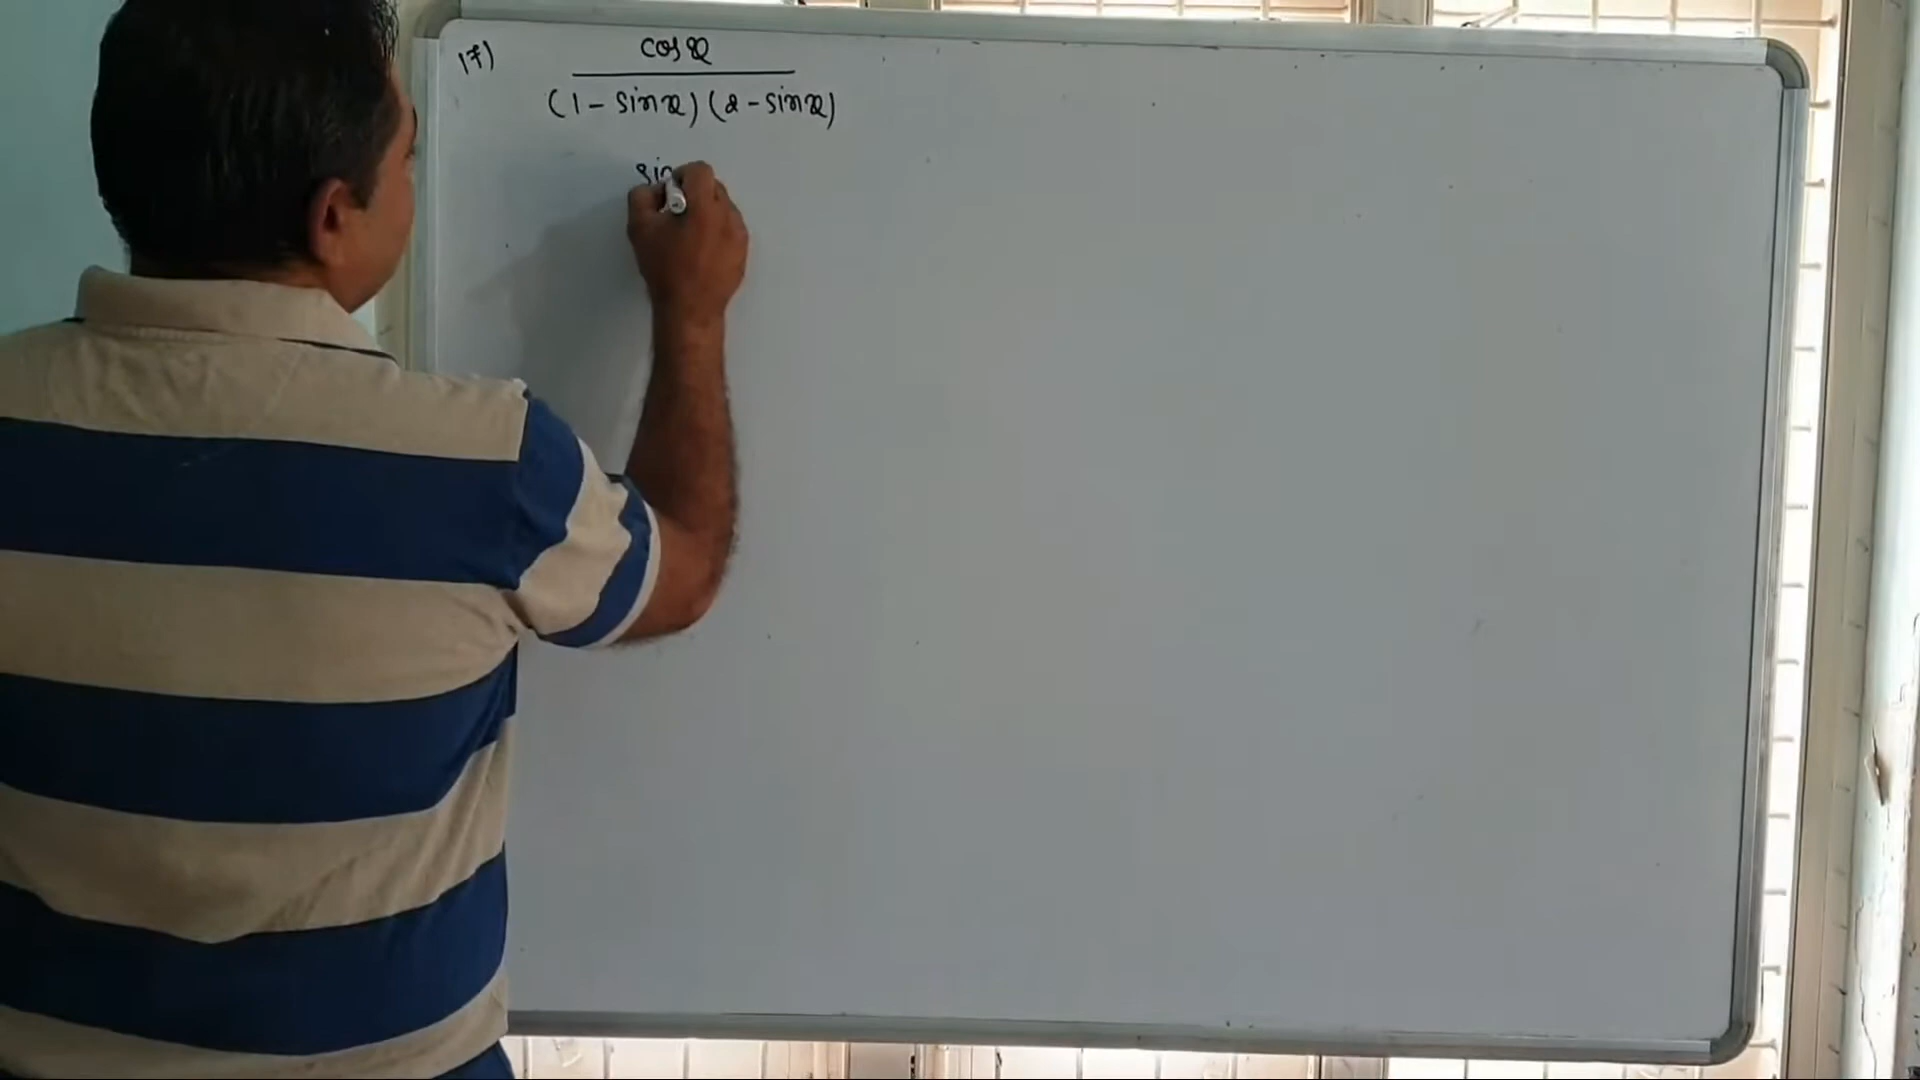 17) cos x
(1 - sin x) (2 - sin x)
sin